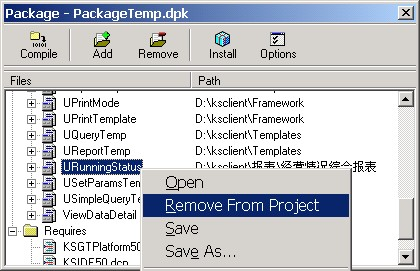 Package - PackageTemp.dpk
Compile Add Remove Install Options
Files Path
UPrintMode D:\ksclient\Framework
UPrintTemplate D:\ksclient\Framework
UQueryTemp D:\ksclient\Templates
UReportTemp D:\ksclient\Templates
URunningStatus D:\ksclient\报表\经营情况综合报表
USetParamsTem
USimpleQueryTe
ViewDataDetail
Requires
KSGTPlatform50
KSIDE50.dcp
Open
Remove From Project
Save
Save As...